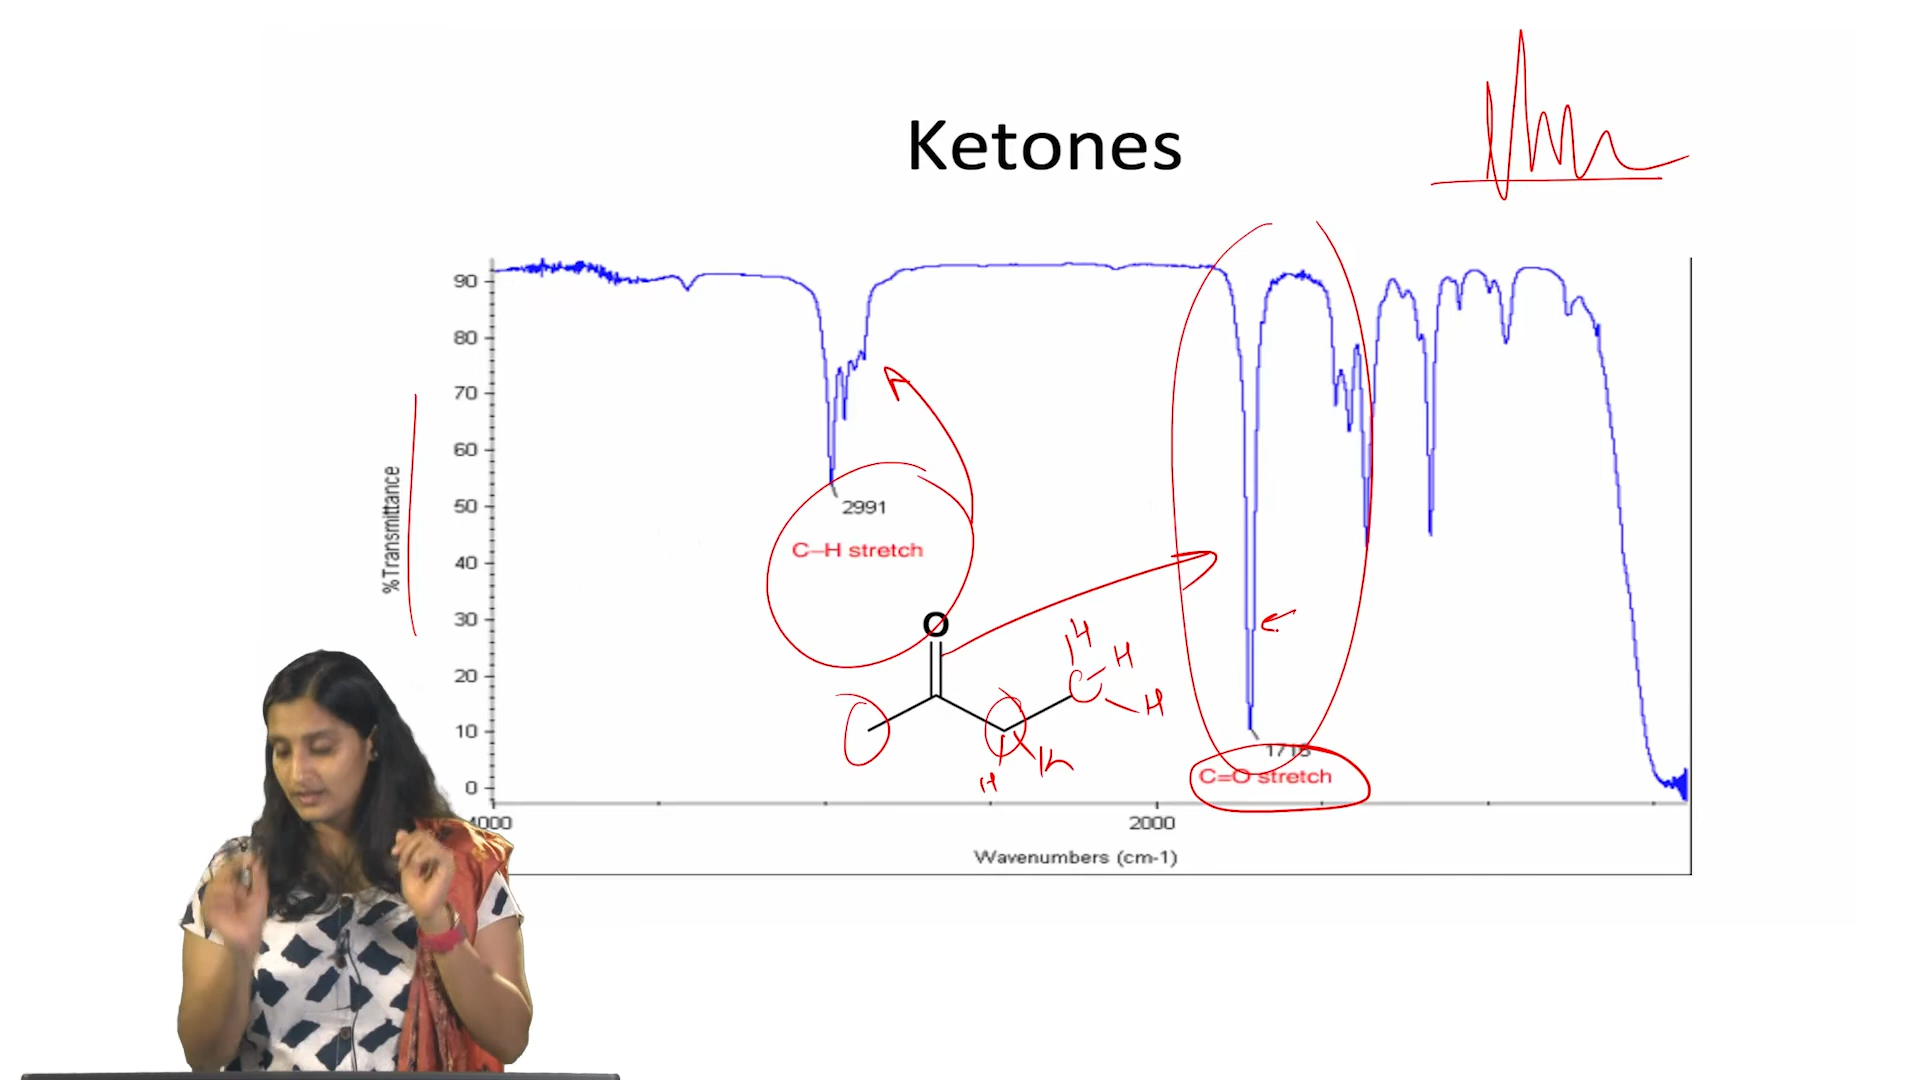 Ketones
90
80
70
60
50
40
30
20
10
0
%Transmittance
2991
C−H stretch
O
C
H
H
H
H
H
C=O stretch
4000
2000
Wavenumbers (cm-1)